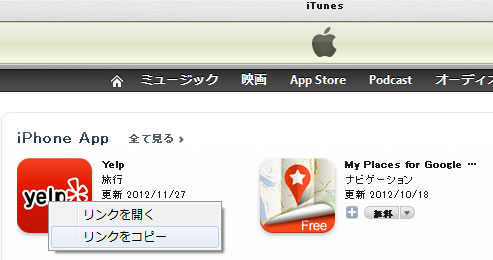 iTunes
ミュージック 映画 App Store Podcast オーディ
iPhone App 全て見る
yelp
Yelp
旅行
更新 2012/11/27
リンクを開く
リンクをコピー
Free
My Places for Google ...
ナビゲーション
更新 2012/10/18
無料